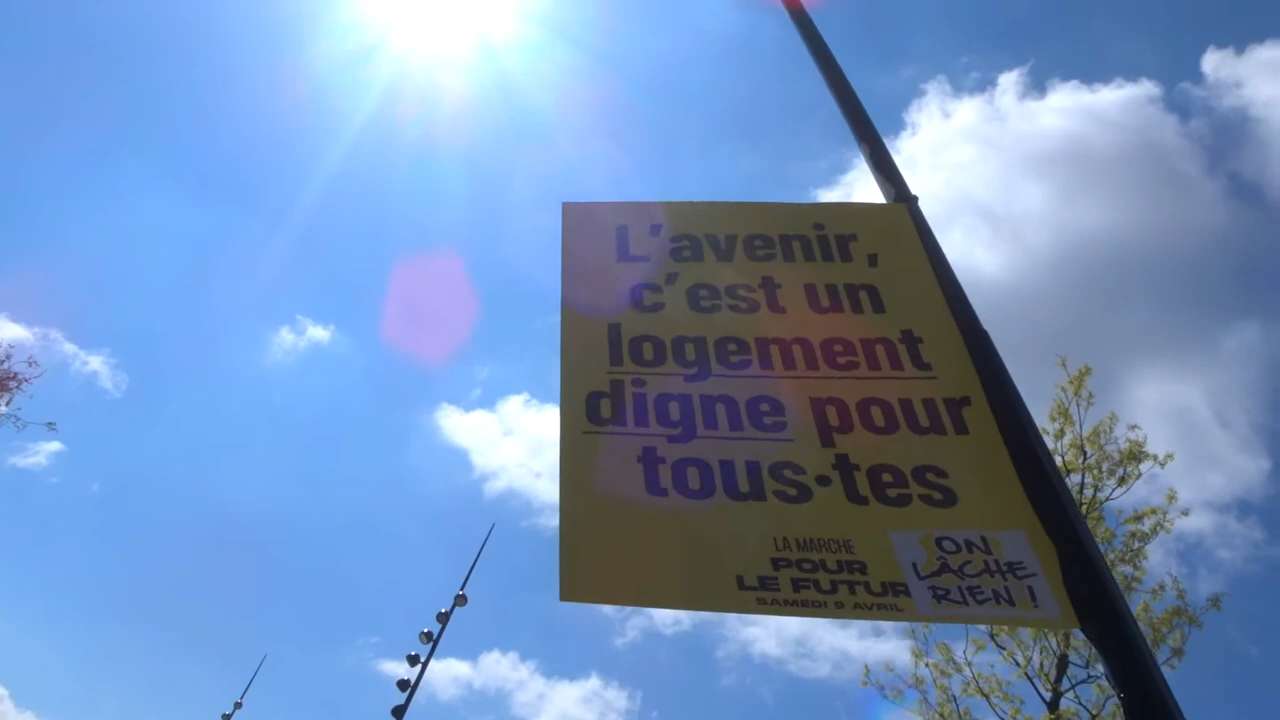 L'avenir,
c'est un
logement
digne pour
tous·tes
LA MARCHE
POUR
LE FUTUR
SAMEDI 9 AVRIL
ON
LÂCHE
RIEN !